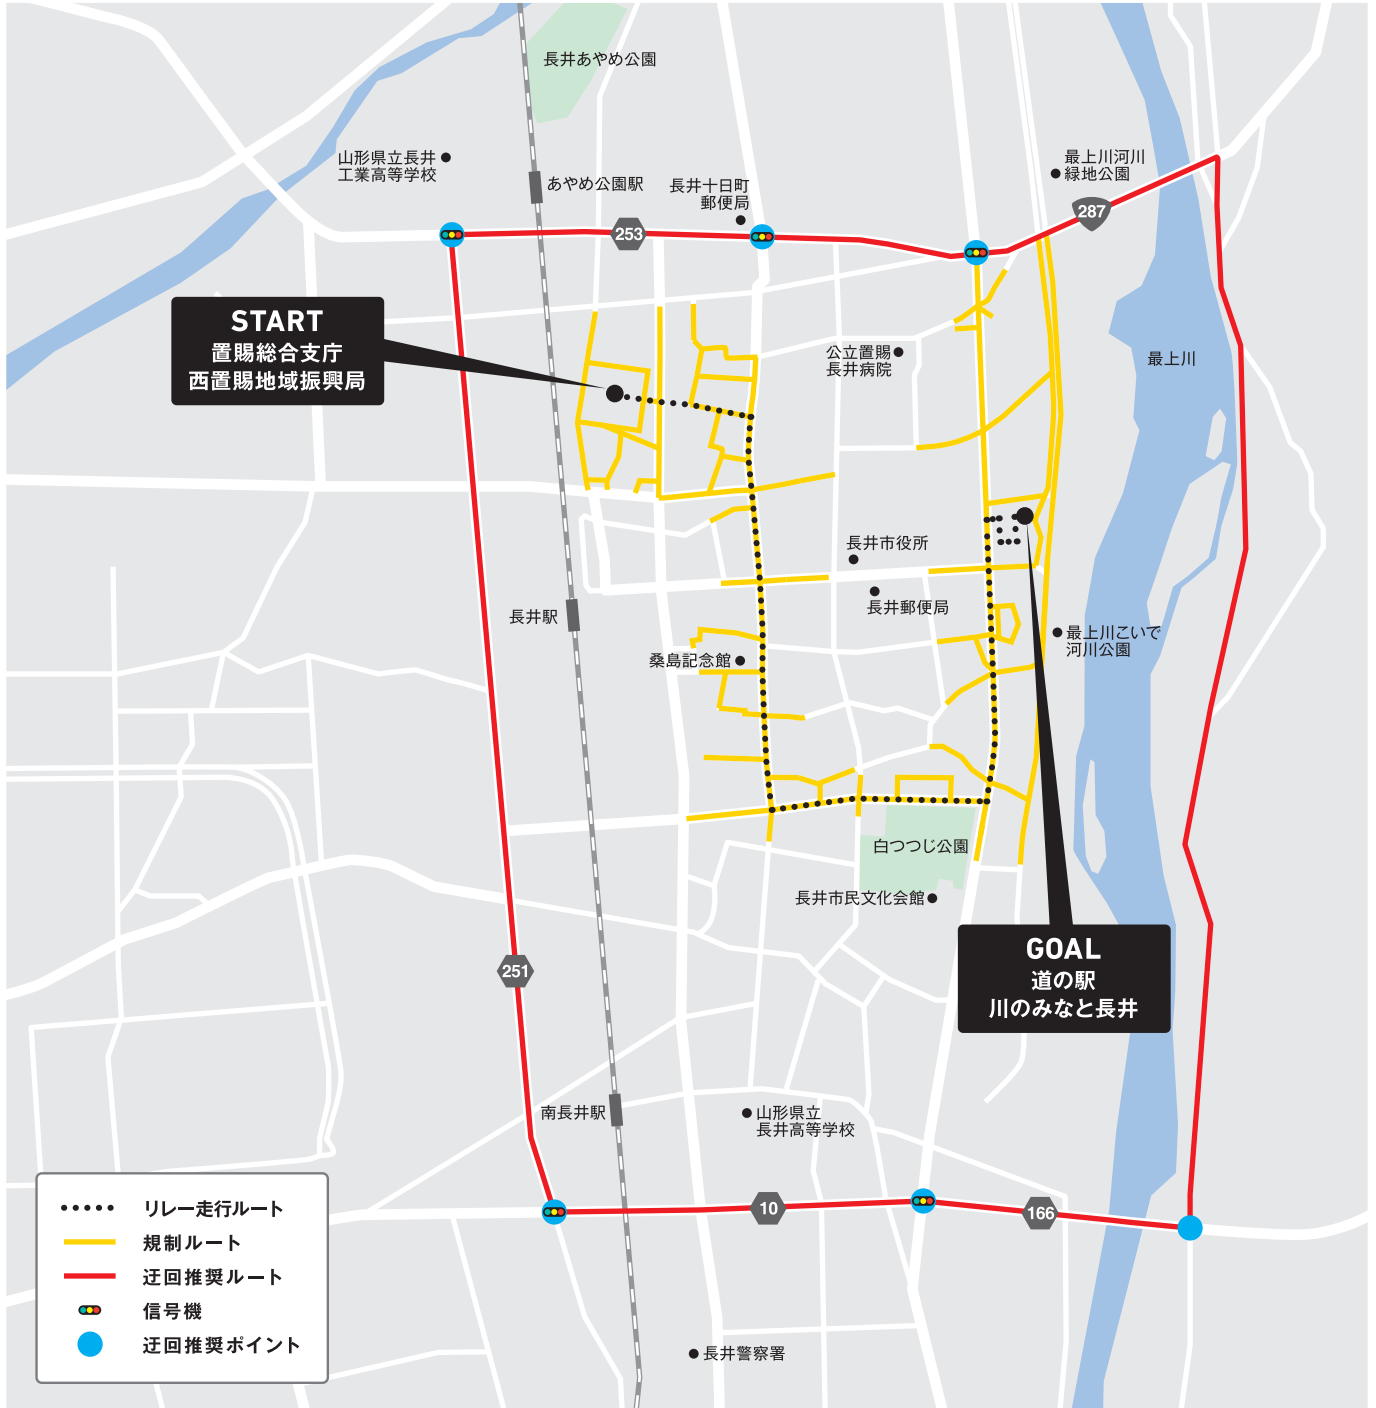 長井あやめ公園
山形県立長井
工業高等学校
あやめ公園駅
長井十日町
郵便局
最上川河川
緑地公園
287
253
START
置賜総合支庁
西置賜地域振興局
公立置賜
長井病院
最上川
長井市役所
長井郵便局
長井駅
最上川こいで
河川公園
桑島記念館
白つつじ公園
長井市民文化会館
GOAL
道の駅
川のみなと長井
251
南長井駅
山形県立
長井高等学校
10
166
リレー走行ルート
規制ルート
迂回推奨ルート
信号機
迂回推奨ポイント
長井警察署